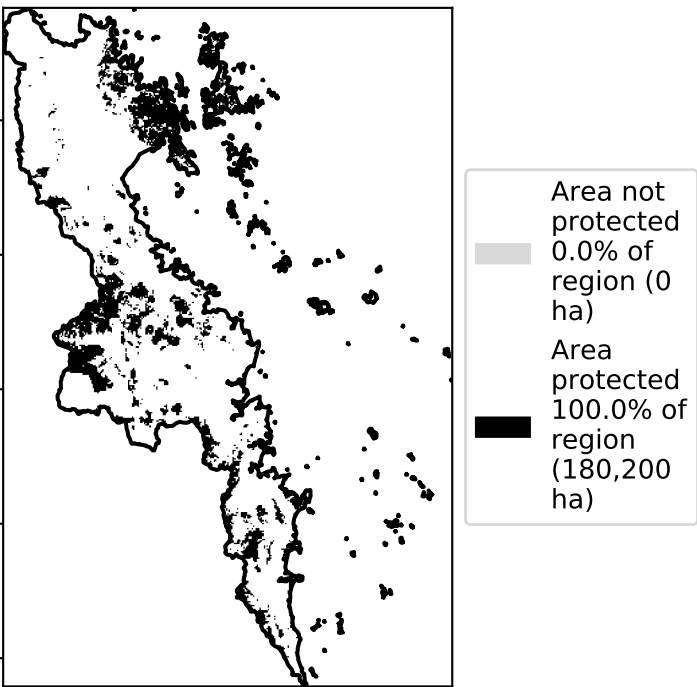 Area not
protected
0.0% of
region (0
ha)
Area
protected
100.0% of
region
(180,200
ha)